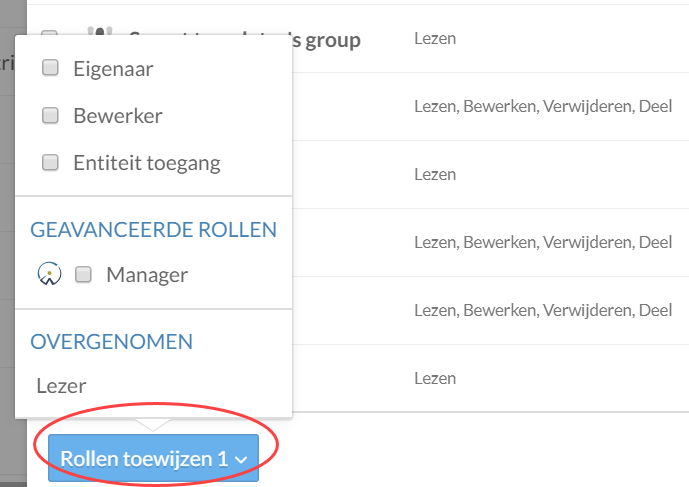 's group
Lezen
Eigenaar
Bewerker
Lezen, Bewerken, Verwijderen, Deel
Entiteit toegang
Lezen
GEAVANCEERDE ROLLEN
Lezen, Bewerken, Verwijderen, Deel
Manager
Lezen, Bewerken, Verwijderen, Deel
OVERGENOMEN
Lezer
Lezen
Rollen toewijzen 1